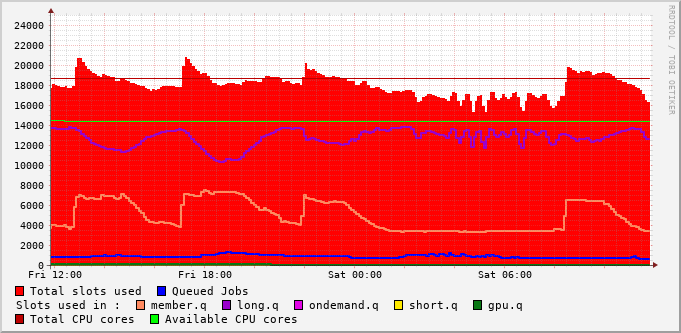 RRDTOOL / TOBI OETIKER
24000
22000
20000
18000
16000
14000
12000
10000
8000
6000
4000
2000
0
Fri 12:00 Fri 18:00 Sat 00:00 Sat 06:00
Total slots used Queued Jobs
Slots used in : member.q long.q ondemand.q short.q gpu.q
Total CPU cores Available CPU cores